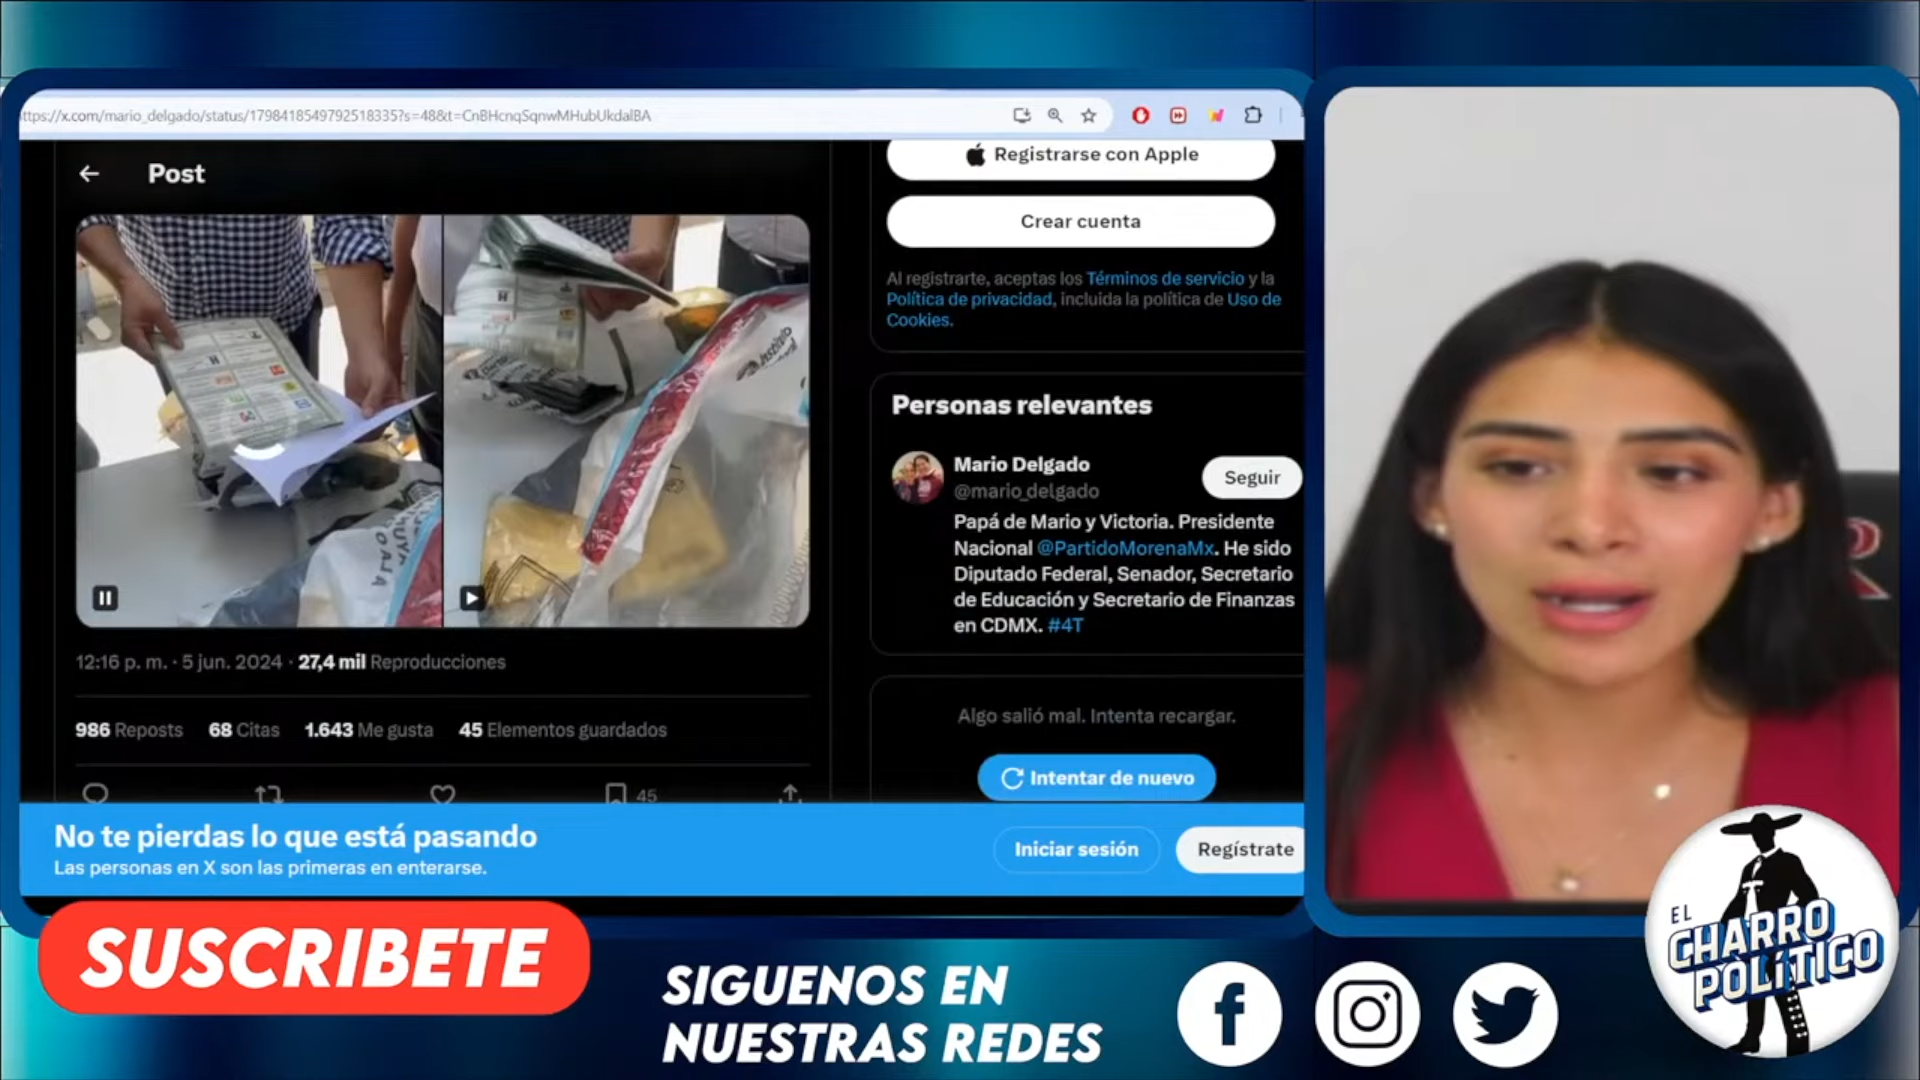 ttps://x.com/mario_delgado/status/1798418549792518335?s=48&t=CnBHcnqSqnwMHubUkdalBA
Post
12:16 p. m. · 5 jun. 2024 · 27,4 mil Reproducciones
986 Reposts 68 Citas 1.643 Me gusta 45 Elementos guardados
45
Registrarse con Apple
Crear cuenta
Al registrarte, aceptas los Términos de servicio y la
Política de privacidad, incluida la política de Uso de
Cookies.
Personas relevantes
Mario Delgado
@mario_delgado
Seguir
Papá de Mario y Victoria. Presidente
Nacional @PartidoMorenaMx. He sido
Diputado Federal, Senador, Secretario
de Educación y Secretario de Finanzas
en CDMX. #4T
Algo salió mal. Intenta recargar.
Intentar de nuevo
No te pierdas lo que está pasando
Las personas en X son las primeras en enterarse.
Iniciar sesión
Regístrate
SUSCRIBETE
SIGUENOS EN
NUESTRAS REDES
EL
CHARRO
POLÍTICO
R